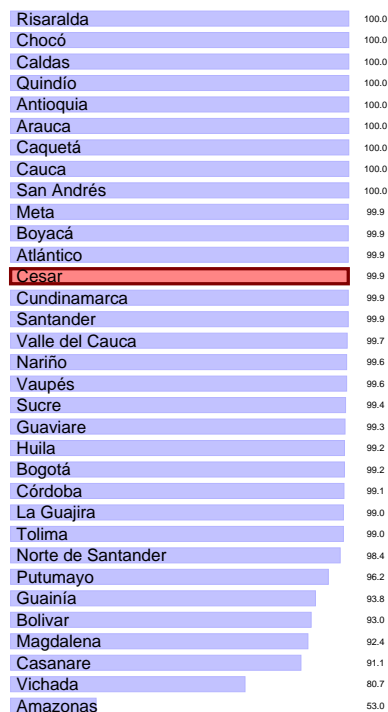 Risaralda 100.0
Chocó 100.0
Caldas 100.0
Quindío 100.0
Antioquia 100.0
Arauca 100.0
Caquetá 100.0
Cauca 100.0
San Andrés 100.0
Meta 99.9
Boyacá 99.9
Atlántico 99.9
Cesar 99.9
Cundinamarca 99.9
Santander 99.9
Valle del Cauca 99.7
Nariño 99.6
Vaupés 99.6
Sucre 99.4
Guaviare 99.3
Huila 99.2
Bogotá 99.2
Córdoba 99.1
La Guajira 99.0
Tolima 99.0
Norte de Santander 98.4
Putumayo 96.2
Guainía 93.8
Bolivar 93.0
Magdalena 92.4
Casanare 91.1
Vichada 80.7
Amazonas 53.0